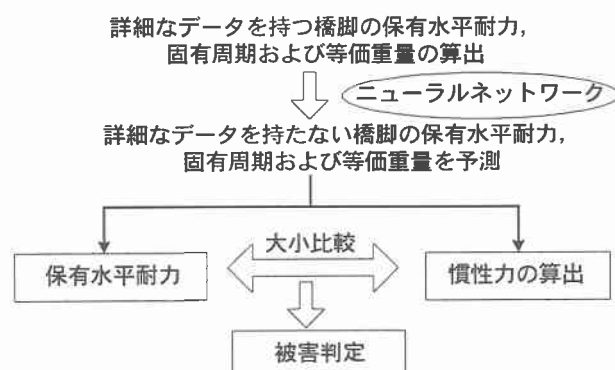 詳細なデータを持つ橋脚の保有水平耐力,
固有周期および等価重量の算出
ニューラルネットワーク
詳細なデータを持たない橋脚の保有水平耐力,
固有周期および等価重量を予測
大小比較
保有水平耐力
慣性力の算出
被害判定